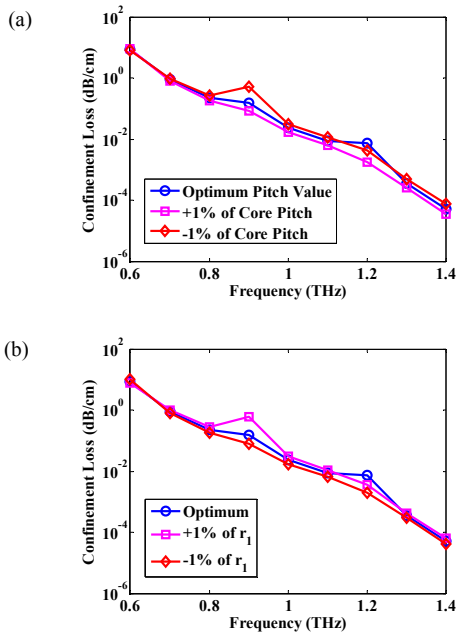 (a)
Confinement Loss (dB/cm)
10^2
10^0
10^-2
10^-4
10^-6
Optimum Pitch Value
+1% of Core Pitch
-1% of Core Pitch
0.6 0.8 1 1.2 1.4
Frequency (THz)
(b)
Confinement Loss (dB/cm)
10^2
10^0
10^-2
10^-4
10^-6
Optimum
+1% of r_1
-1% of r_1
0.6 0.8 1 1.2 1.4
Frequency (THz)